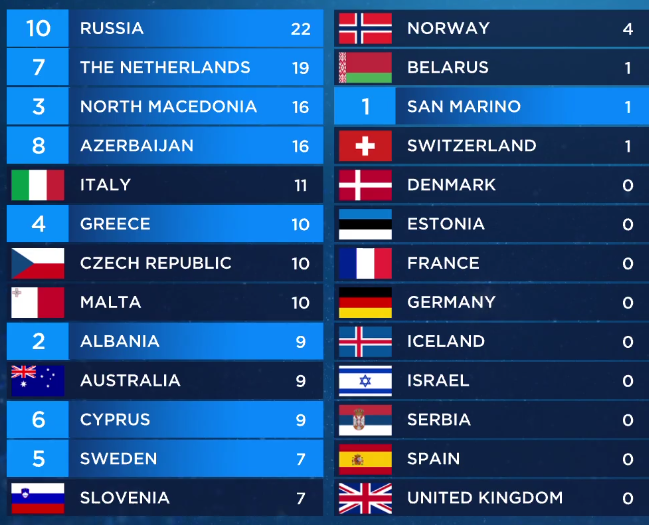 10 RUSSIA 22
7 THE NETHERLANDS 19
3 NORTH MACEDONIA 16
8 AZERBAIJAN 16
ITALY 11
4 GREECE 10
CZECH REPUBLIC 10
MALTA 10
2 ALBANIA 9
AUSTRALIA 9
6 CYPRUS 9
5 SWEDEN 7
SLOVENIA 7
NORWAY 4
BELARUS 1
1 SAN MARINO 1
SWITZERLAND 1
DENMARK 0
ESTONIA 0
FRANCE 0
GERMANY 0
ICELAND 0
ISRAEL 0
SERBIA 0
SPAIN 0
UNITED KINGDOM 0